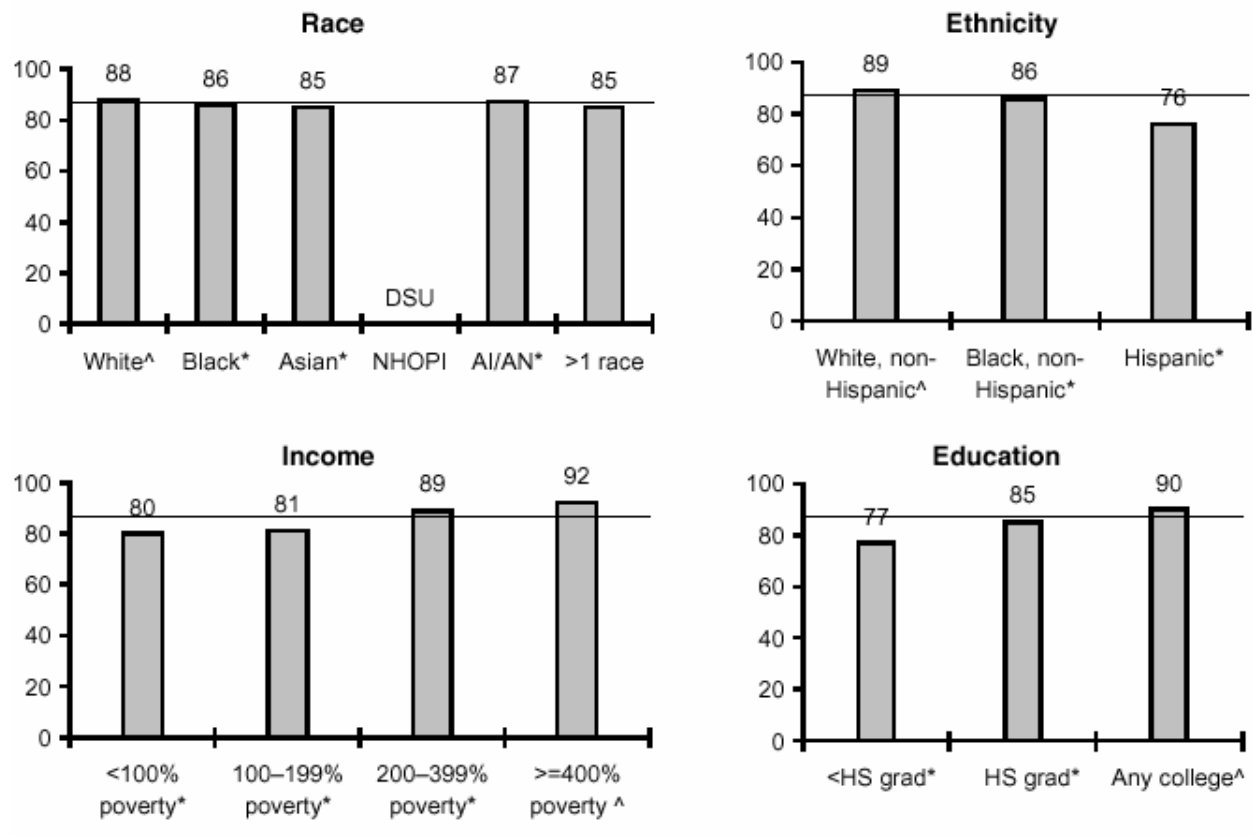 Race
100
80
60
40
20
0
88
86
85
DSU
87
85
White^
Black*
Asian*
NHOPI
AI/AN*
>1 race
Ethnicity
100
80
60
40
20
0
89
86
76
White, non-
Hispanic^
Black, non-
Hispanic*
Hispanic*
Income
100
80
60
40
20
0
80
81
89
92
<100%
poverty*
100–199%
poverty*
200–399%
poverty*
>=400%
poverty ^
Education
100
80
60
40
20
0
77
85
90
<HS grad*
HS grad*
Any college^